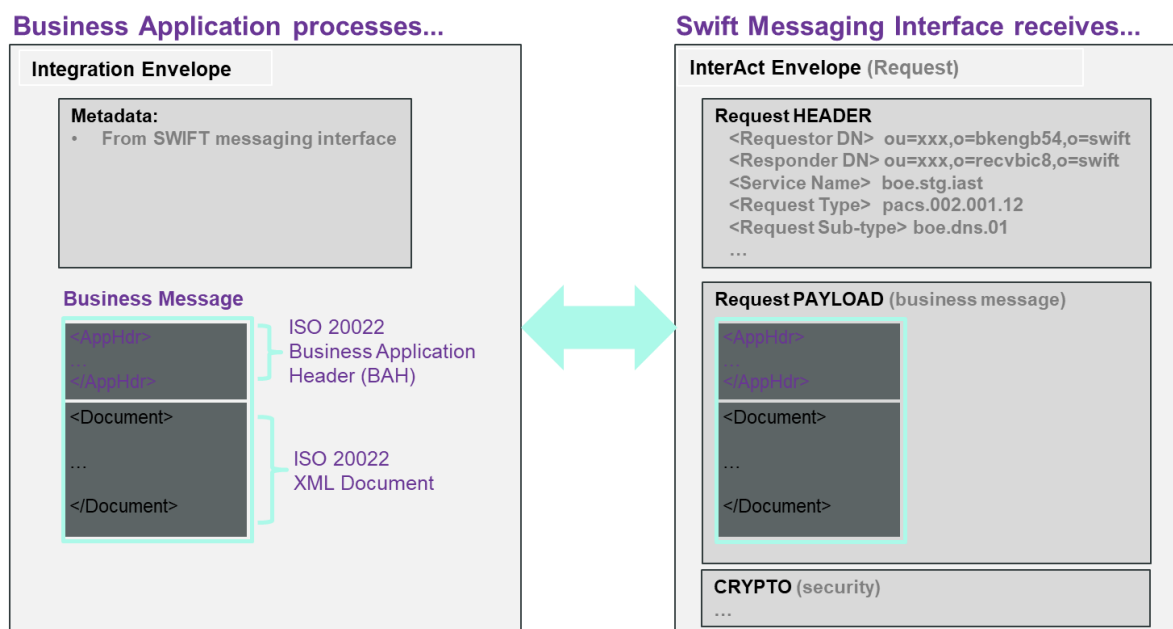 Business Application processes...
Integration Envelope
Metadata:
• From SWIFT messaging interface
Business Message
<AppHdr>
...
</AppHdr>
ISO 20022
Business Application
Header (BAH)
<Document>
...
</Document>
ISO 20022
XML Document
Swift Messaging Interface receives...
InterAct Envelope (Request)
Request HEADER
<Requestor DN> ou=xxx,o=bkengb54,o=swift
<Responder DN> ou=xxx,o=recvbic8,o=swift
<Service Name> boe.stg.iast
<Request Type> pacs.002.001.12
<Request Sub-type> boe.dns.01
...
Request PAYLOAD (business message)
<AppHdr>
...
</AppHdr>
<Document>
...
</Document>
CRYPTO (security)
...